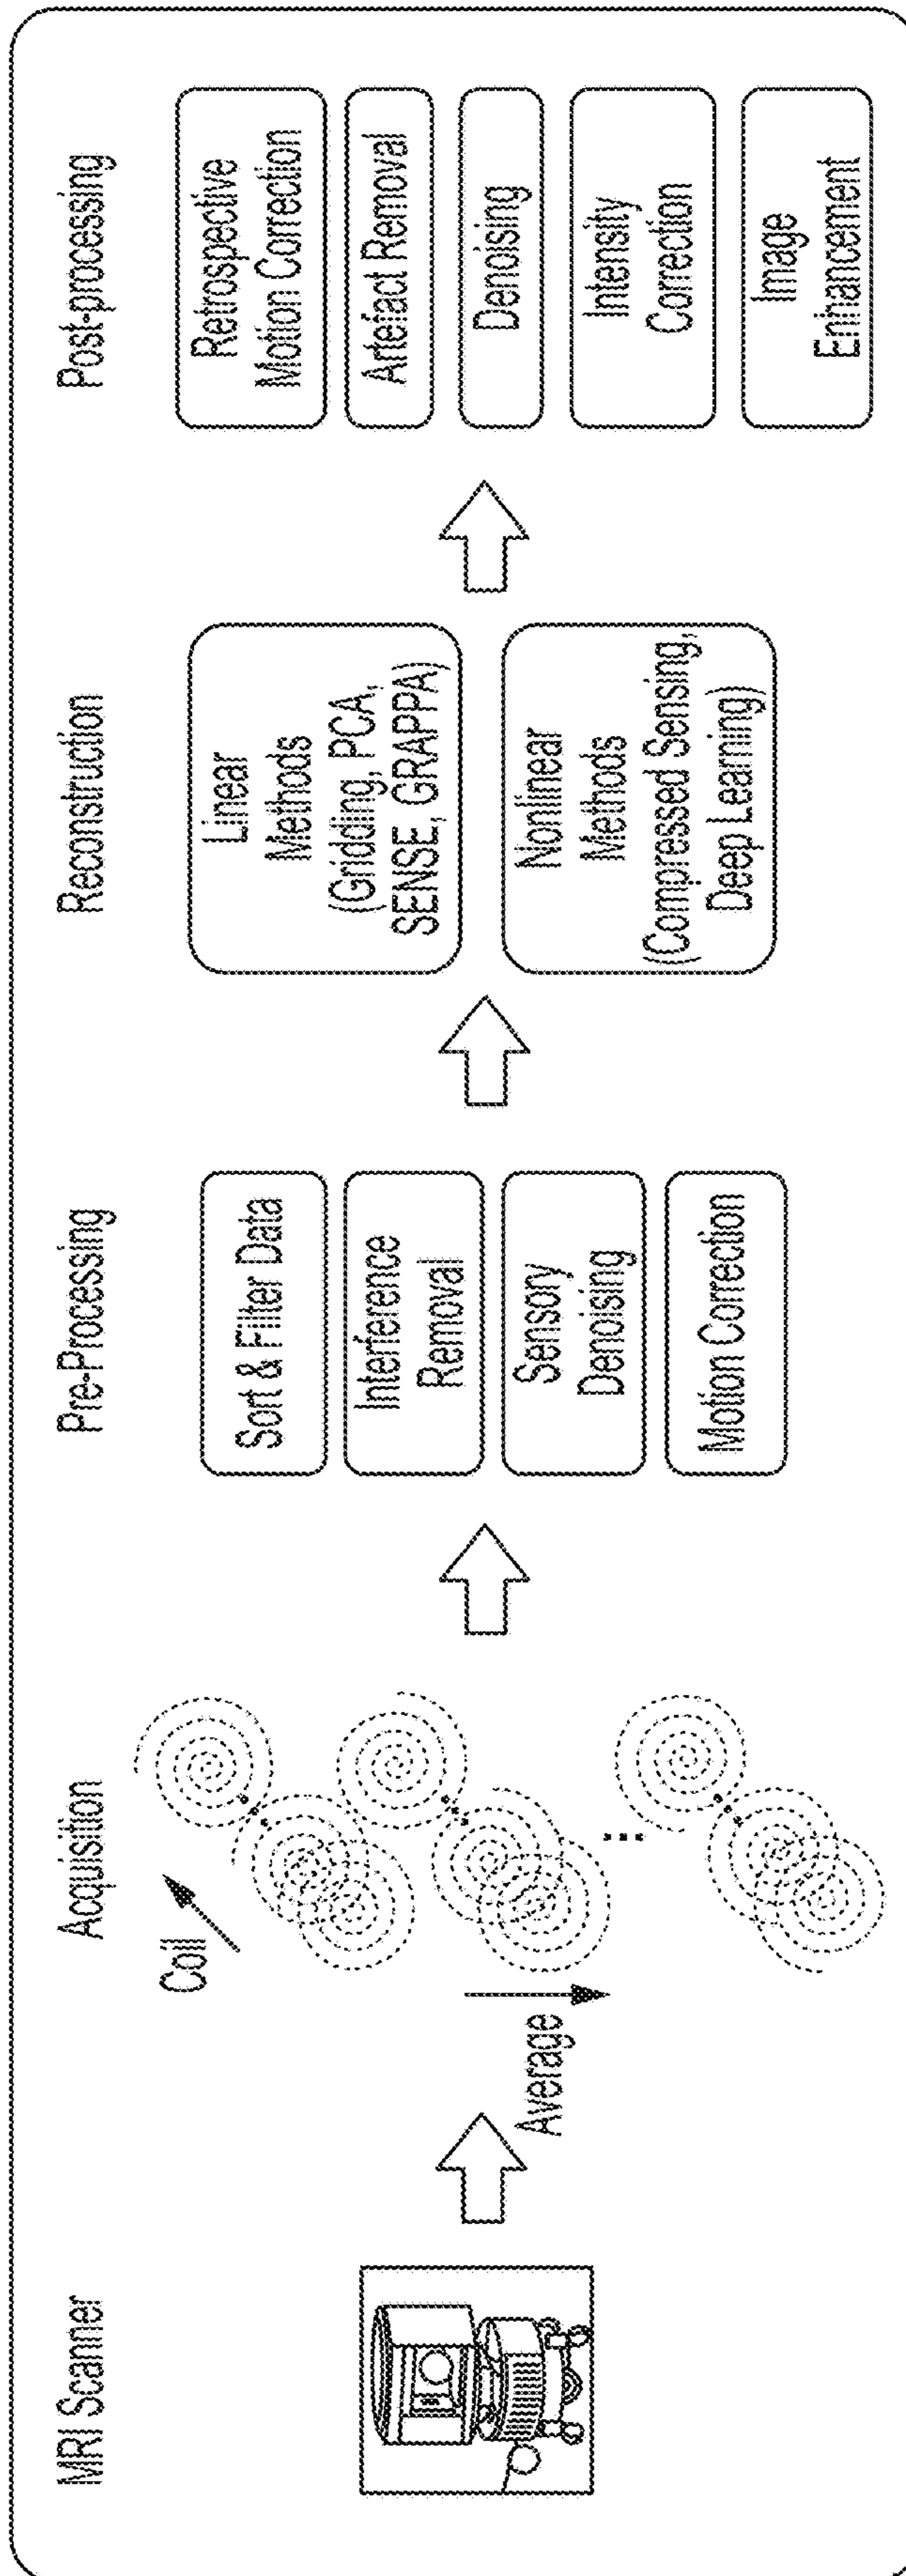 MRI Scanner
Acquisition
Coil
Average
Pre-Processing
Sort & Filter Data
Interference
Removal
Sensory
Denoising
Motion Correction
Reconstruction
Linear
Methods
(Gridding, PCA,
SENSE, GRAPPA)
Nonlinear
Methods
(Compressed Sensing,
Deep Learning)
Post-processing
Retrospective
Motion Correction
Artefact Removal
Denoising
Intensity
Correction
Image
Enhancement